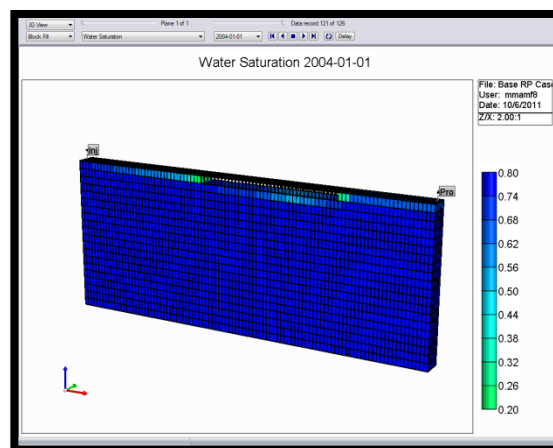 3D View Plane 1 of 1 Data record 121 of 126
Block Fill Water Saturation 2004-01-01 Delay
Water Saturation 2004-01-01
File: Base RP Case
User: mmamf8
Date: 10/6/2011
Z/X: 2.00:1
Inj
Pro
0.80
0.74
0.68
0.62
0.56
0.50
0.44
0.38
0.32
0.26
0.20